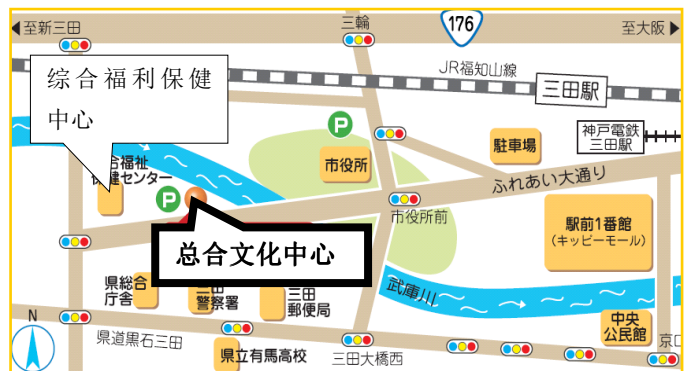 至新三田
三輪
176
至大阪
JR福知山線
三田駅
综合福利保健
中心
P
市役所
駐車場
神戸電鉄
三田駅
合福祉
健センター
P
ふれあい大通り
市役所前
駅前1番館
(キッピーモール)
总合文化中心
県総合
庁舎
警察署
三田
郵便局
武庫川
中央
公民館
N
県道黒石三田
県立有馬高校
三田大橋西
京口